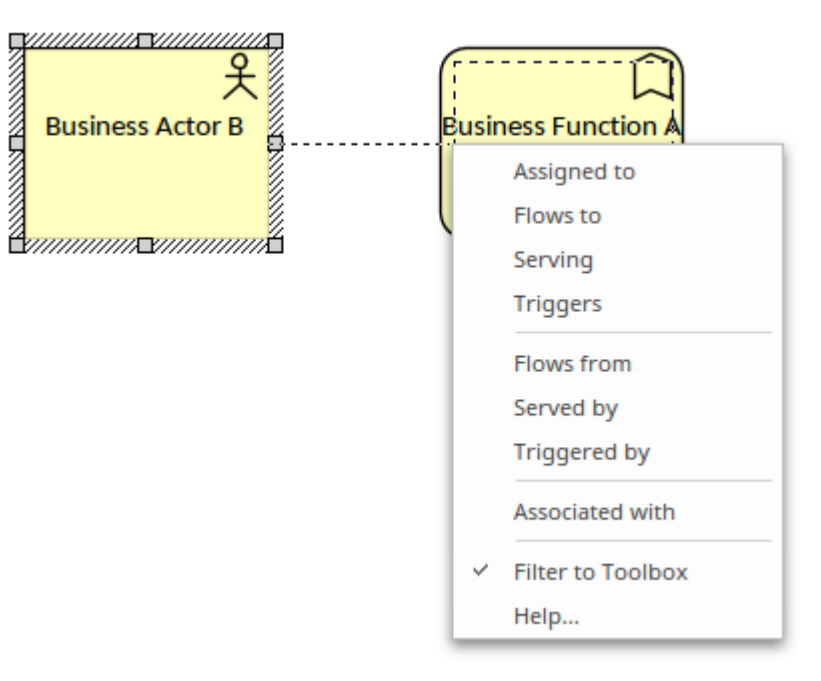 Business Actor B
Business Function A
Assigned to
Flows to
Serving
Triggers
Flows from
Served by
Triggered by
Associated with
Filter to Toolbox
Help...